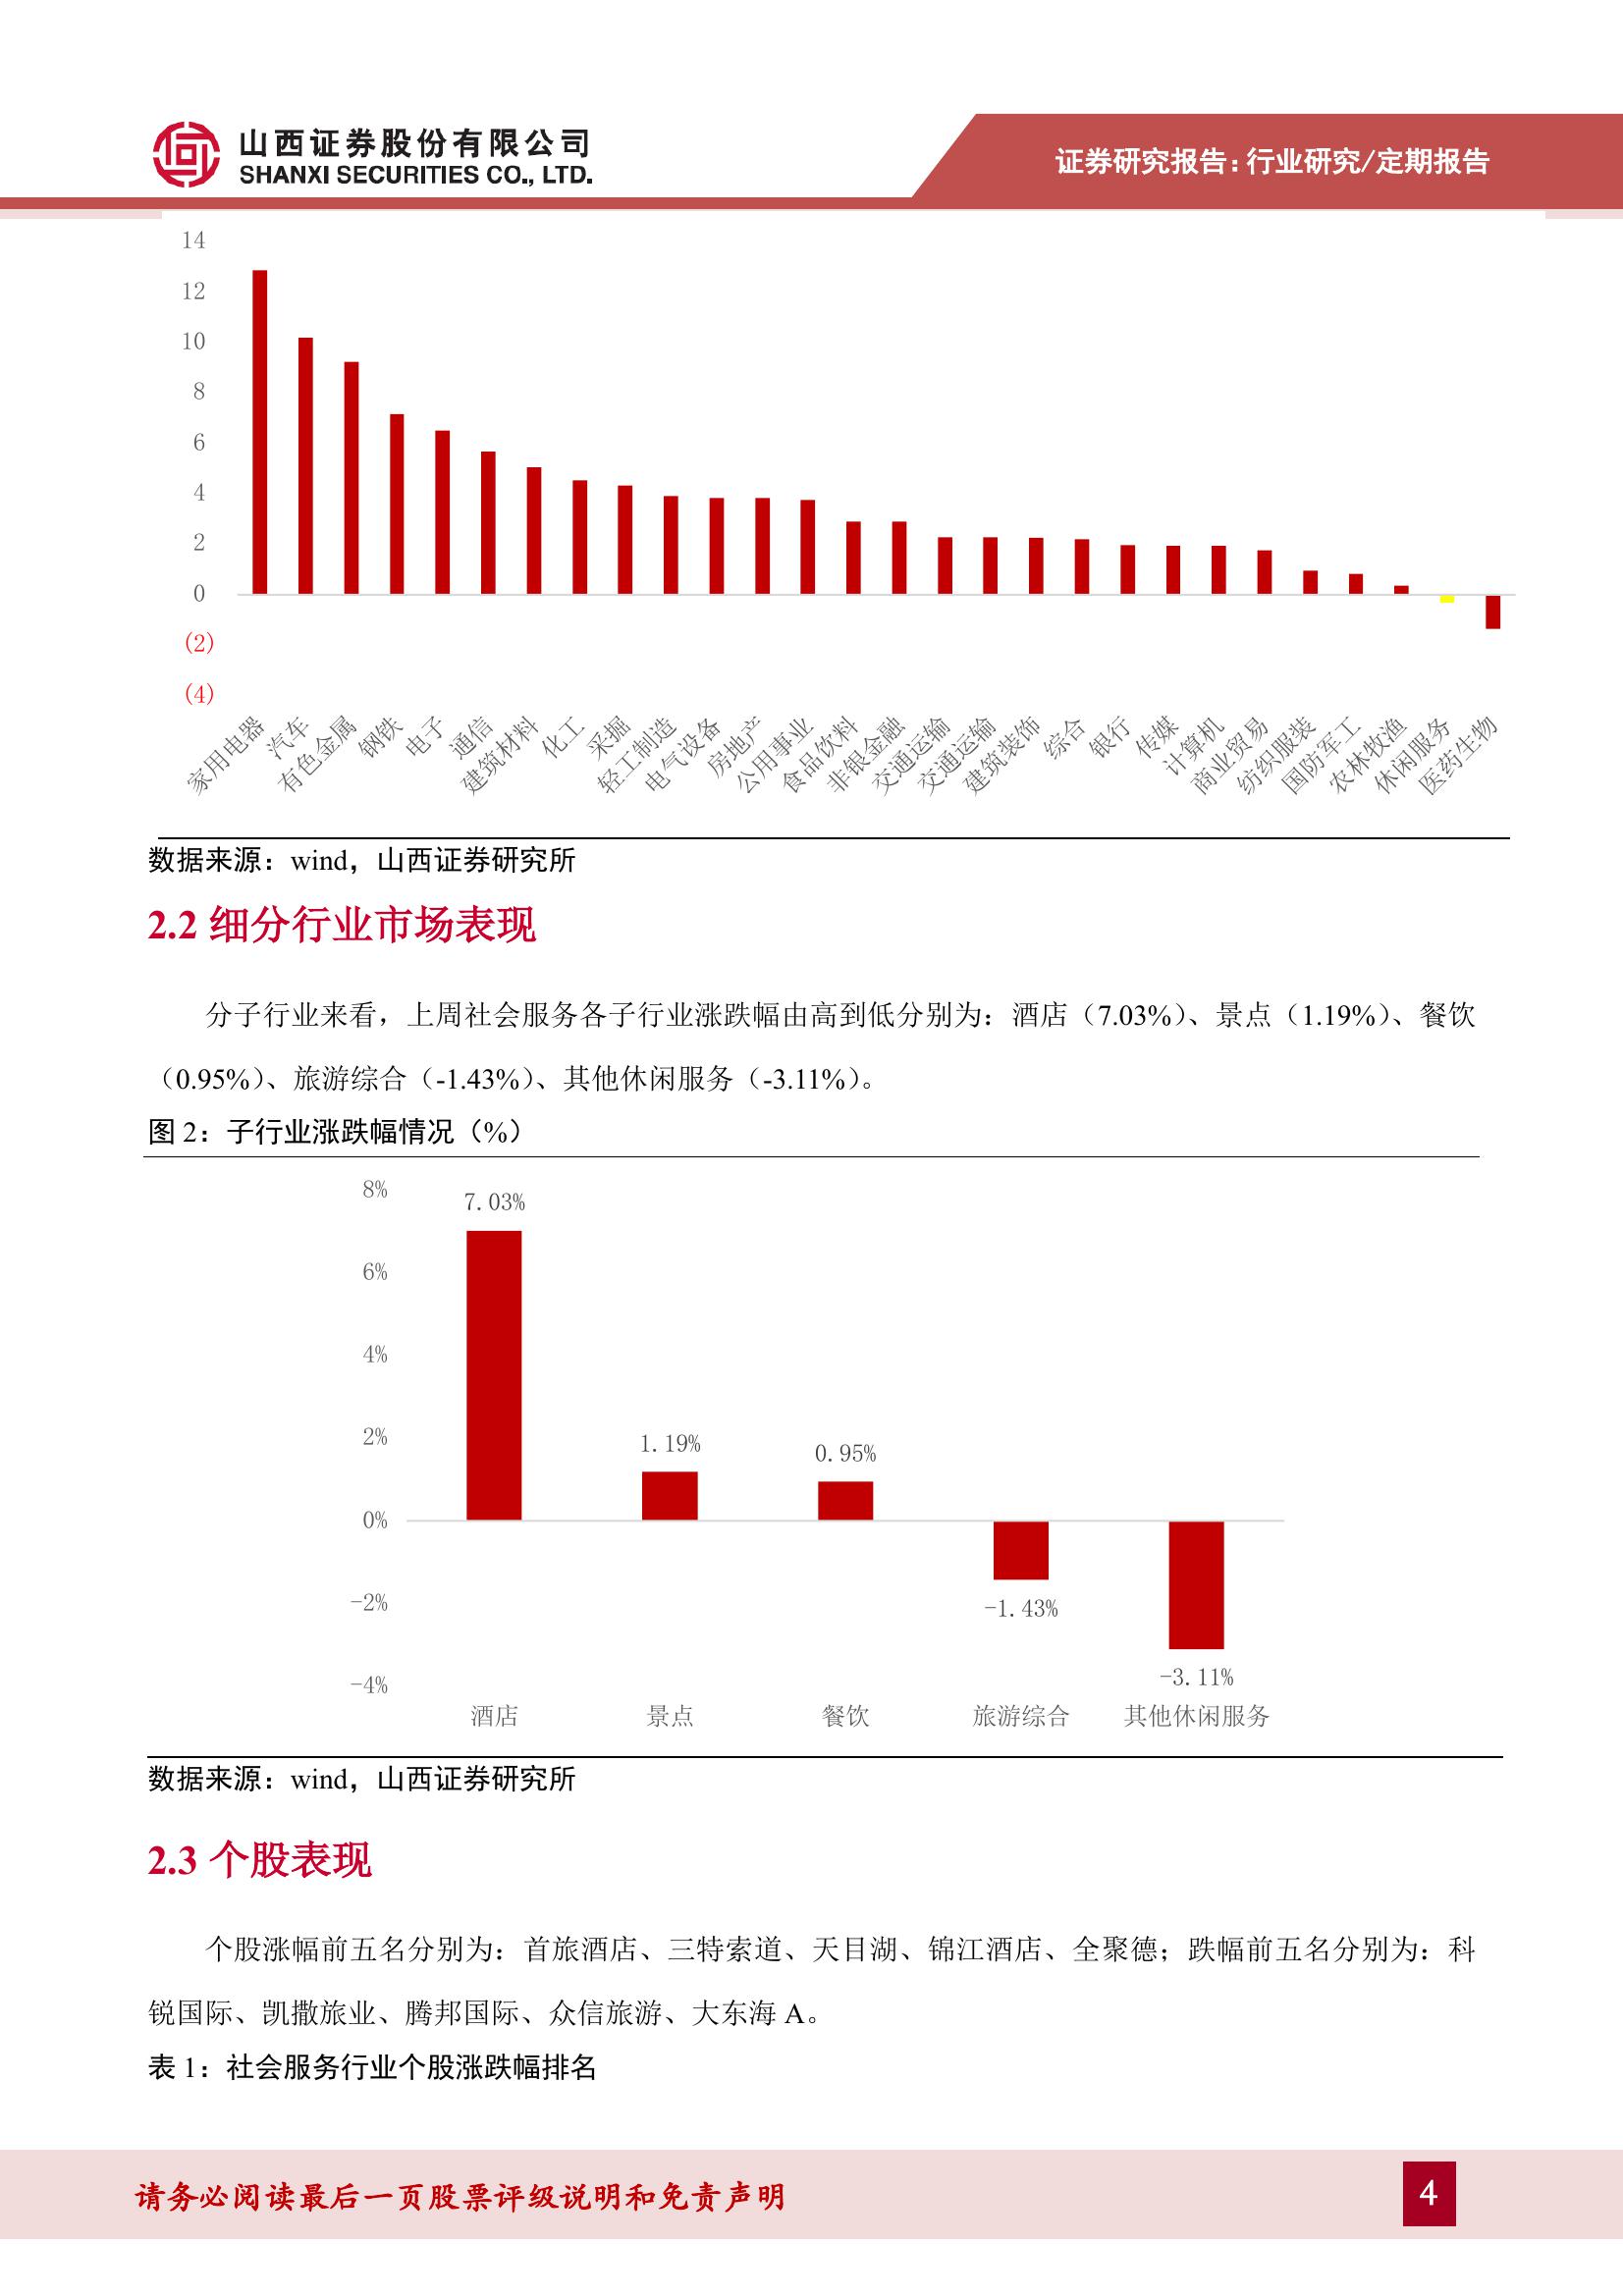 山西证券股份有限公司
SHANXI SECURITIES CO., LTD.
证券研究报告：行业研究/定期报告
14
12
10
8
6
4
2
0
(2)
(4)
家用电器
汽车
有色金属
钢铁
电子
通信
建筑材料
化工
采掘
轻工制造
电气设备
房地产
公用事业
食品饮料
非银金融
交通运输
交通运输
建筑装饰
综合
银行
传媒
计算机
商业贸易
纺织服装
国防军工
农林牧渔
休闲服务
医药生物
数据来源：wind，山西证券研究所
2.2 细分行业市场表现
分子行业来看，上周社会服务各子行业涨跌幅由高到低分别为：酒店（7.03%）、景点（1.19%）、餐饮
（0.95%）、旅游综合（-1.43%）、其他休闲服务（-3.11%）。
图 2：子行业涨跌幅情况（%）
8%
6%
4%
2%
0%
-2%
-4%
7.03%
1.19%
0.95%
-1.43%
-3.11%
酒店
景点
餐饮
旅游综合
其他休闲服务
数据来源：wind，山西证券研究所
2.3 个股表现
个股涨幅前五名分别为：首旅酒店、三特索道、天目湖、锦江酒店、全聚德；跌幅前五名分别为：科
锐国际、凯撒旅业、腾邦国际、众信旅游、大东海 A。
表 1：社会服务行业个股涨跌幅排名
请务必阅读最后一页股票评级说明和免责声明
4